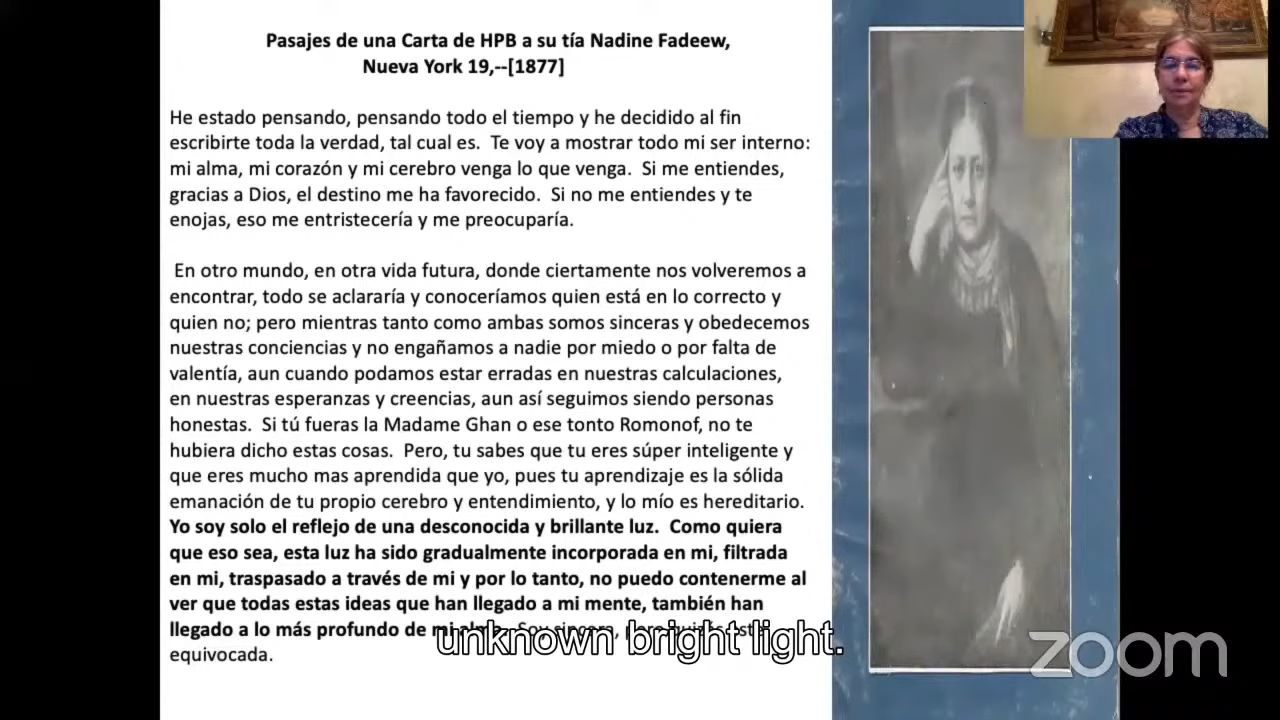 Pasajes de una Carta de HPB a su tía Nadine Fadeew,
Nueva York 19,--[1877]
He estado pensando, pensando todo el tiempo y he decidido al fin
escribirte toda la verdad, tal cual es. Te voy a mostrar todo mi ser interno:
mi alma, mi corazón y mi cerebro venga lo que venga. Si me entiendes,
gracias a Dios, el destino me ha favorecido. Si no me entiendes y te
enojas, eso me entristecería y me preocuparía.
En otro mundo, en otra vida futura, donde ciertamente nos volveremos a
encontrar, todo se aclararía y conoceríamos quien está en lo correcto y
quien no; pero mientras tanto como ambas somos sinceras y obedecemos
nuestras conciencias y no engañamos a nadie por miedo o por falta de
valentía, aun cuando podamos estar erradas en nuestras calculaciones,
en nuestras esperanzas y creencias, aun así seguimos siendo personas
honestas. Si tú fueras la Madame Ghan o ese tonto Romonof, no te
hubiera dicho estas cosas. Pero, tu sabes que tu eres súper inteligente y
que eres mucho mas aprendida que yo, pues tu aprendizaje es la sólida
emanación de tu propio cerebro y entendimiento, y lo mío es hereditario.
Yo soy solo el reflejo de una desconocida y brillante luz. Como quiera
que eso sea, esta luz ha sido gradualmente incorporada en mi, filtrada
en mi, traspasado a través de mi y por lo tanto, no puedo contenerme al
ver que todas estas ideas que han llegado a mi mente, también han
llegado a lo más profundo de mi
unknown bright light.
equivocada.
zoom